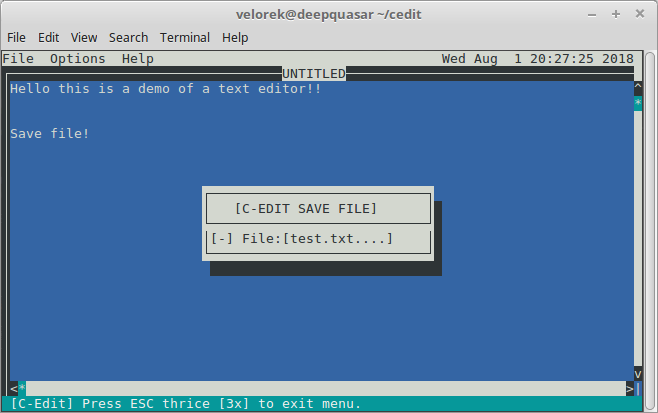 velorek@deepquasar ~/cedit
File Edit View Search Terminal Help
File Options Help Wed Aug 1 20:27:25 2018
UNTITLED
Hello this is a demo of a text editor!!
^
*
Save file!
[C-EDIT SAVE FILE]
[-] File:[test.txt....]
v
<* >|
[C-Edit] Press ESC thrice [3x] to exit menu.